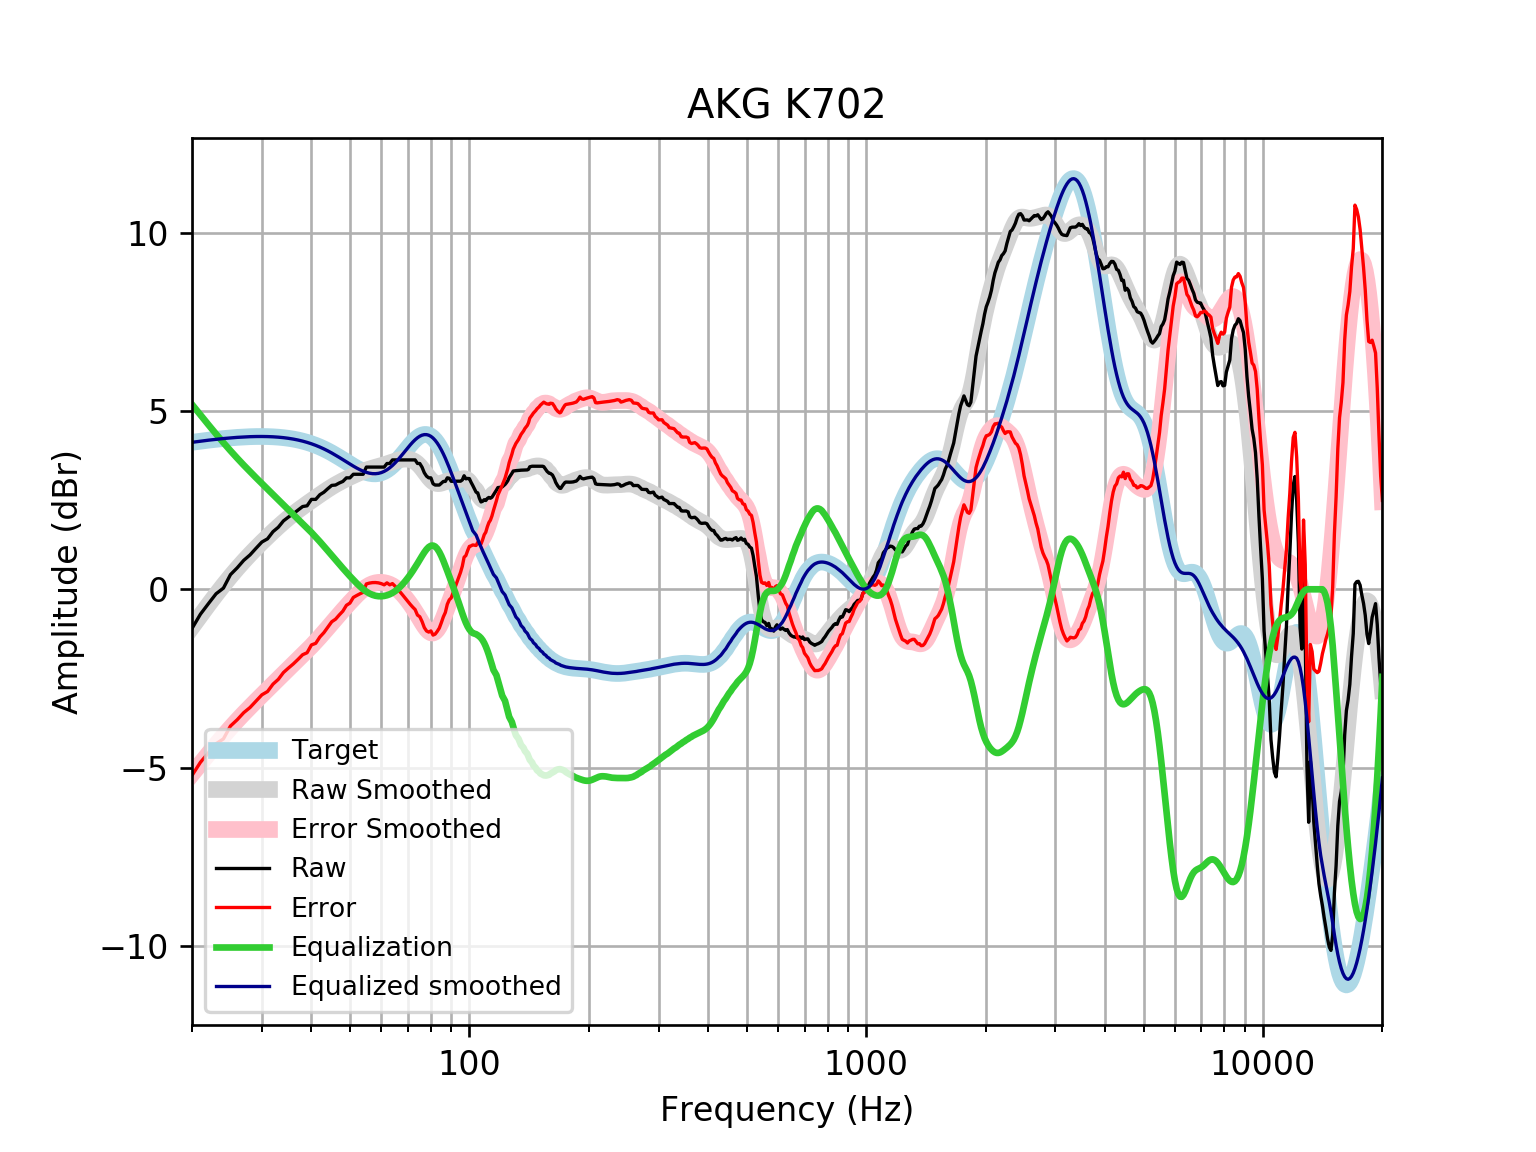 AKG K702
Amplitude (dBr)
10
5
0
−5
−10
Target
Raw Smoothed
Error Smoothed
Raw
Error
Equalization
Equalized smoothed
100
1000
10000
Frequency (Hz)